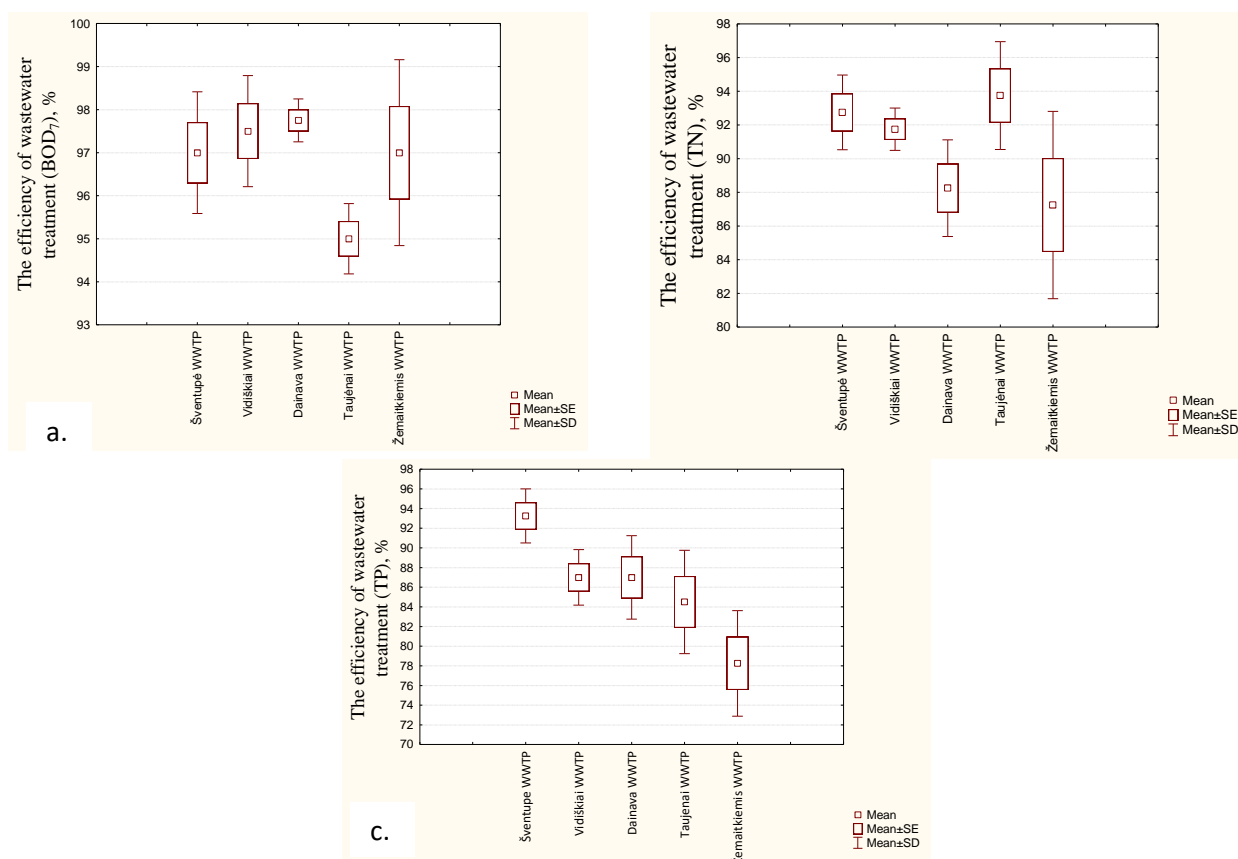 The efficiency of wastewater
treatment (BOD7), %
100
99
98
97
96
95
94
93
Šventupė WWTP
Vidiškiai WWTP
Dainava WWTP
Taujėnai WWTP
Žemaitkiemis WWTP
Mean
Mean±SE
Mean±SD
a.
The efficiency of wastewater
treatment (TN), %
98
96
94
92
90
88
86
84
82
80
Šventupė WWTP
Vidiškiai WWTP
Dainava WWTP
Taujėnai WWTP
Žemaitkiemis WWTP
Mean
Mean±SE
Mean±SD
The efficiency of wastewater
treatment (TP), %
98
96
94
92
90
88
86
84
82
80
78
76
74
72
70
Šventupe WWTP
Vidiškiai WWTP
Dainava WWTP
Taujenai WWTP
Žemaitkiemis WWTP
Mean
Mean±SE
Mean±SD
c.